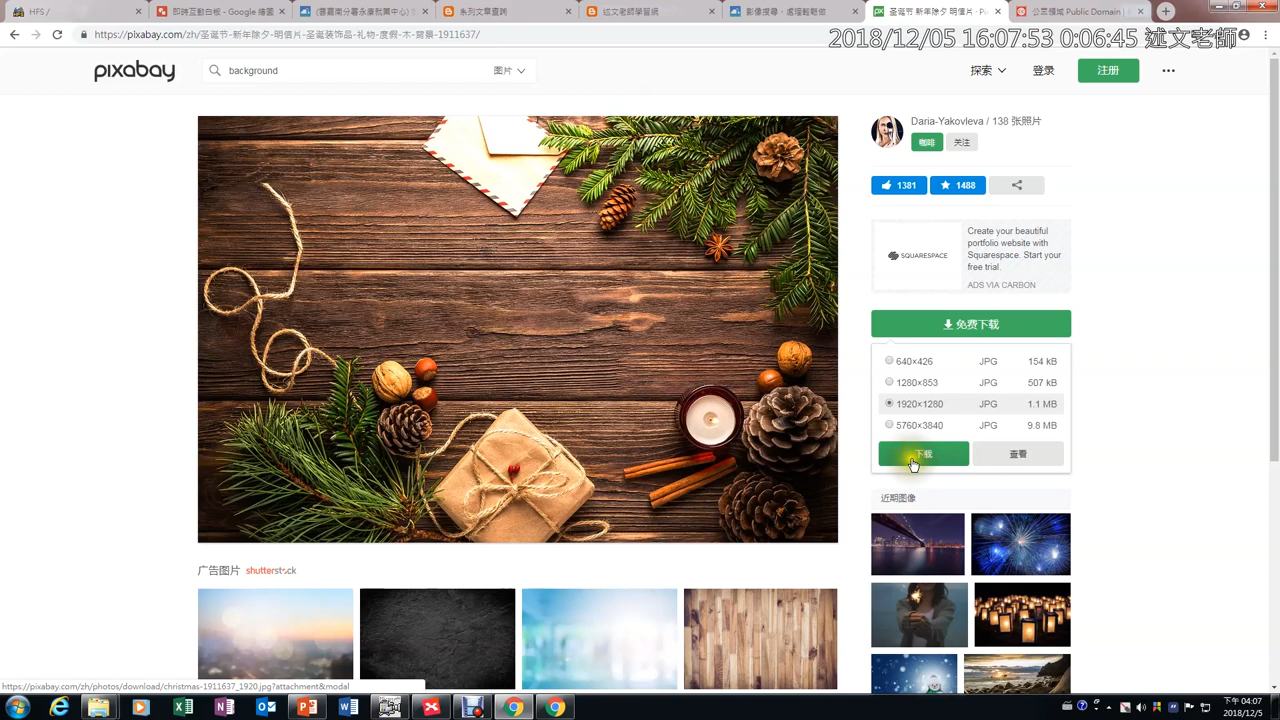 HFS /
即時互動白板 - Google 繪圖
(臺嘉南分署永康就業中心)
系列文章查詢
述文老師學習網
影像搜尋，處理輕鬆做
圣诞节 新年除夕 明信片 · Pi
公眾領域 Public Domain
https://pixabay.com/zh/圣诞节-新年除夕-明信片-圣诞装饰品-礼物-度假-木-背景-1911637/
2018/12/05 16:07:53 0:06:45 述文老師
pixabay
background
图片
探索
登录
注册
Daria-Yakovleva / 138 张照片
咖啡
关注
1381
1488
SQUARESPACE
Create your beautiful
portfolio website with
Squarespace. Start your
free trial.
ADS VIA CARBON
免费下载
640×426 JPG 154 kB
1280×853 JPG 507 kB
1920×1280 JPG 1.1 MB
5760×3840 JPG 9.8 MB
下载
查看
近期图像
广告图片 shutterstock
https://pixabay.com/zh/photos/download/christmas-1911637_1920.jpg?attachment&modal
下午 04:07
2018/12/5